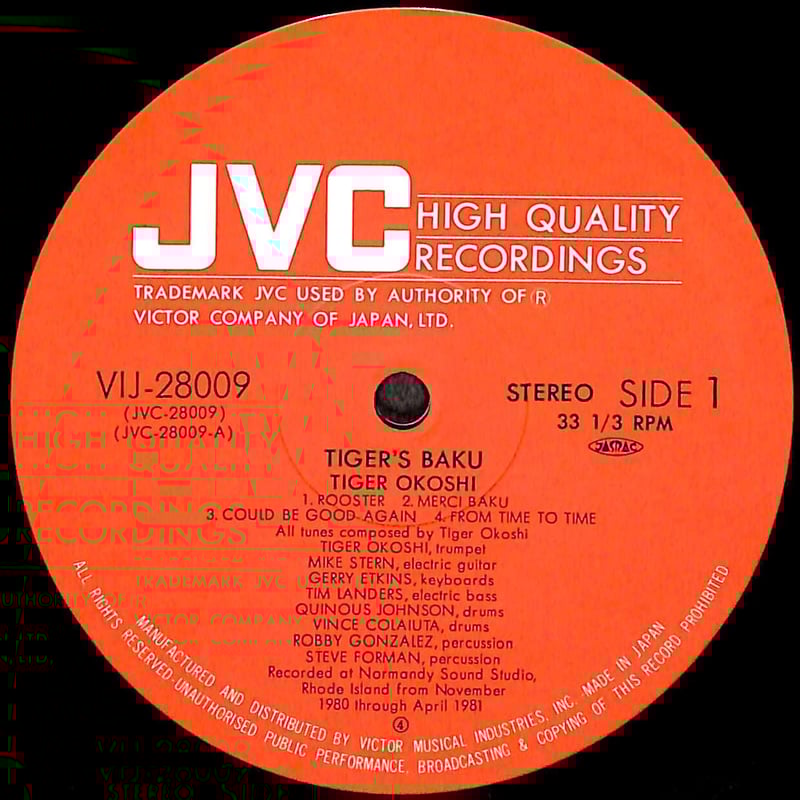 JVC HIGH QUALITY
RECORDINGS
TRADEMARK JVC USED BY AUTHORITY OF ®
VICTOR COMPANY OF JAPAN, LTD.
VIJ-28009
(JVC-28009)
(JVC-28009-A)
STEREO SIDE 1
33 1/3 RPM
JASRAC
TIGER'S BAKU
TIGER OKOSHI
1. ROOSTER 2. MERCI BAKU
3. COULD BE GOOD AGAIN 4. FROM TIME TO TIME
All tunes composed by Tiger Okoshi
TIGER OKOSHI, trumpet
MIKE STERN, electric guitar
GERRY ETKINS, keyboards
TIM LANDERS, electric bass
QUINOUS JOHNSON, drums
VINCE COLAIUTA, drums
ROBBY GONZALEZ, percussion
STEVE FORMAN, percussion
Recorded at Normandy Sound Studio,
Rhode Island from November
1980 through April 1981
④
MANUFACTURED AND DISTRIBUTED BY VICTOR MUSICAL INDUSTRIES, INC. MADE IN JAPAN
ALL RIGHTS RESERVED-UNAUTHORISED PUBLIC PERFORMANCE, BROADCASTING & COPYING OF THIS RECORD PROHIBITED